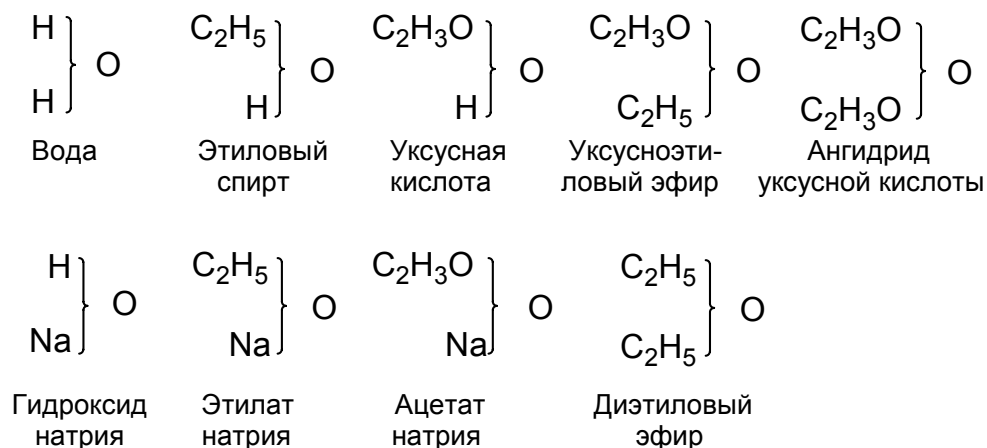 H C₂H₅ C₂H₃O C₂H₃O C₂H₃O
O O O O O
H H H C₂H₅ C₂H₃O
Вода Этиловый Уксусная Уксусноэти- Ангидрид
спирт кислота ловый эфир уксусной кислоты
H C₂H₅ C₂H₃O C₂H₅
O O O O
Na Na Na C₂H₅
Гидроксид Этилат Ацетат Диэтиловый
натрия натрия натрия эфир